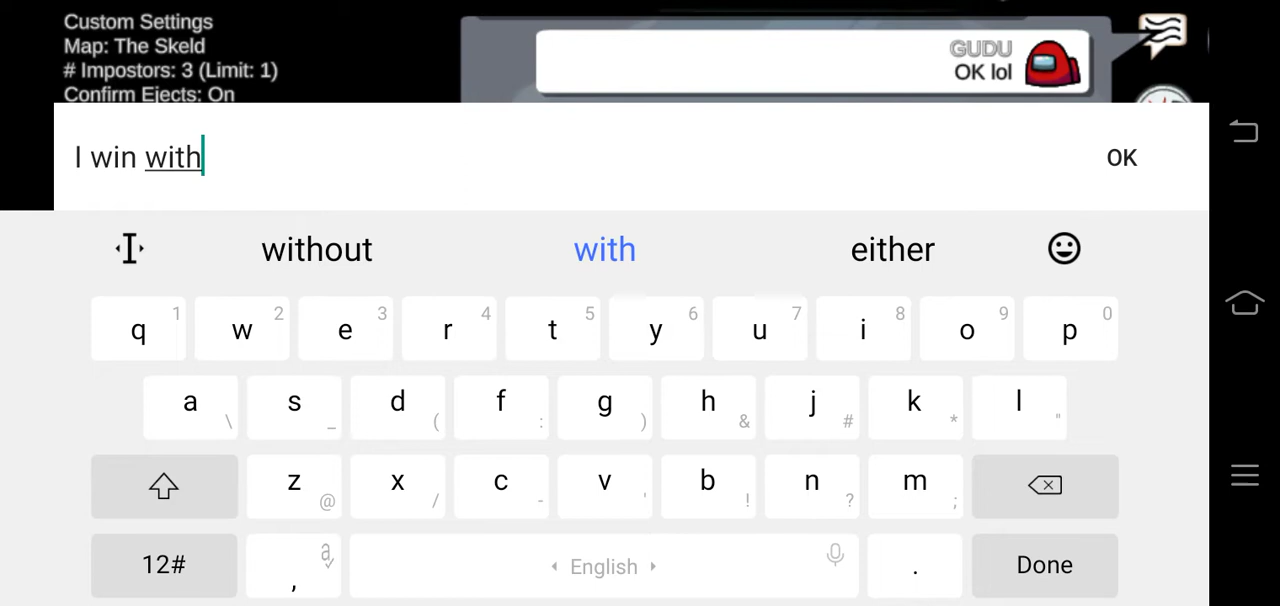 Custom Settings
Map: The Skeld
# Impostors: 3 (Limit: 1)
Confirm Ejects: On
GUDU
OK lol
I win with
OK
without with either
q 1 w 2 e 3 r 4 t 5 y 6 u 7 i 8 o 9 p 0
a \ s _ d ( f : g ) h & j # k * l "
z @ x / c - v ' b ! n ? m ;
12# , a English . Done